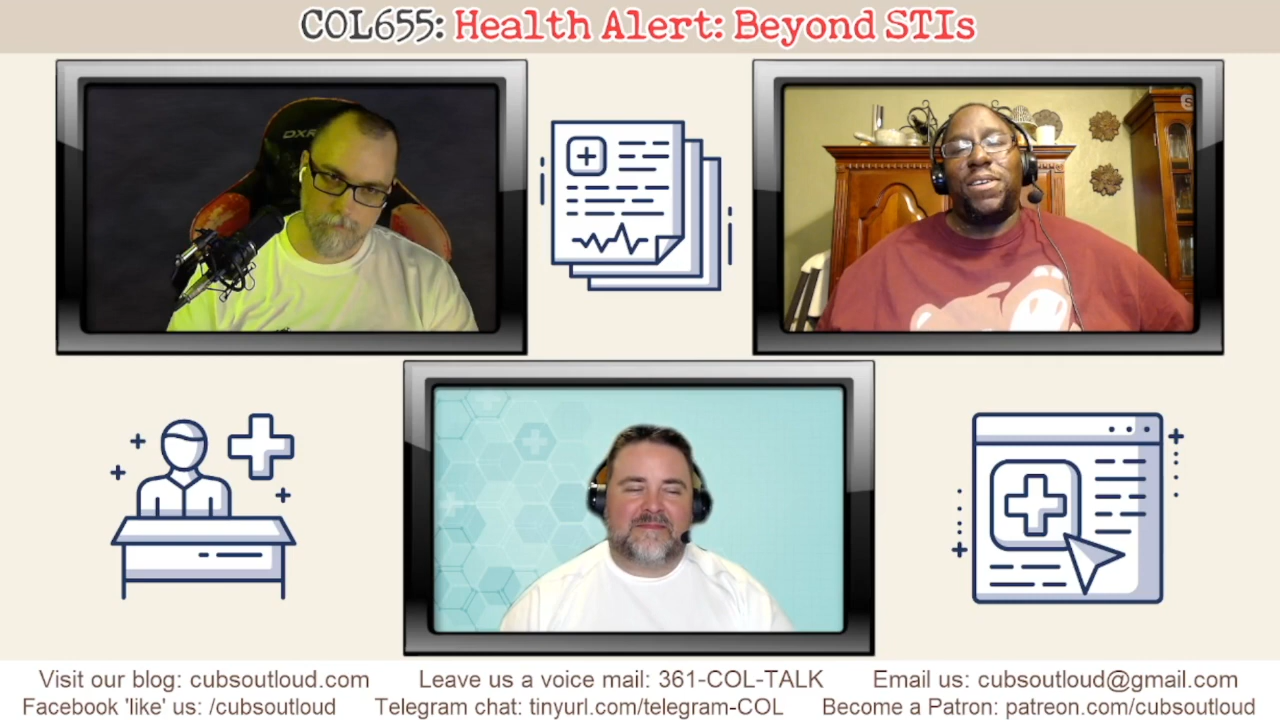 COL655: Health Alert: Beyond STIs
DXR
S
Visit our blog: cubsoutloud.com Leave us a voice mail: 361-COL-TALK Email us: cubsoutloud@gmail.com
Facebook 'like' us: /cubsoutloud Telegram chat: tinyurl.com/telegram-COL Become a Patron: patreon.com/cubsoutloud